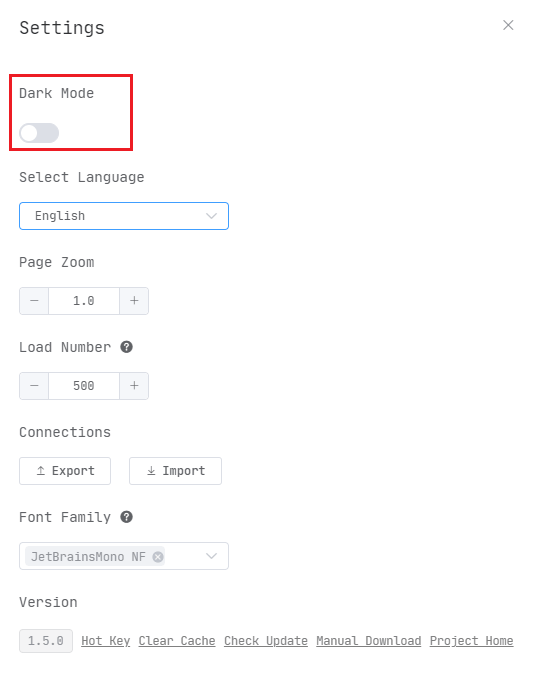 Settings
Dark Mode
Select Language
English
Page Zoom
1.0
Load Number
500
Connections
Export Import
Font Family
JetBrainsMono NF
Version
1.5.0 Hot Key Clear Cache Check Update Manual Download Project Home